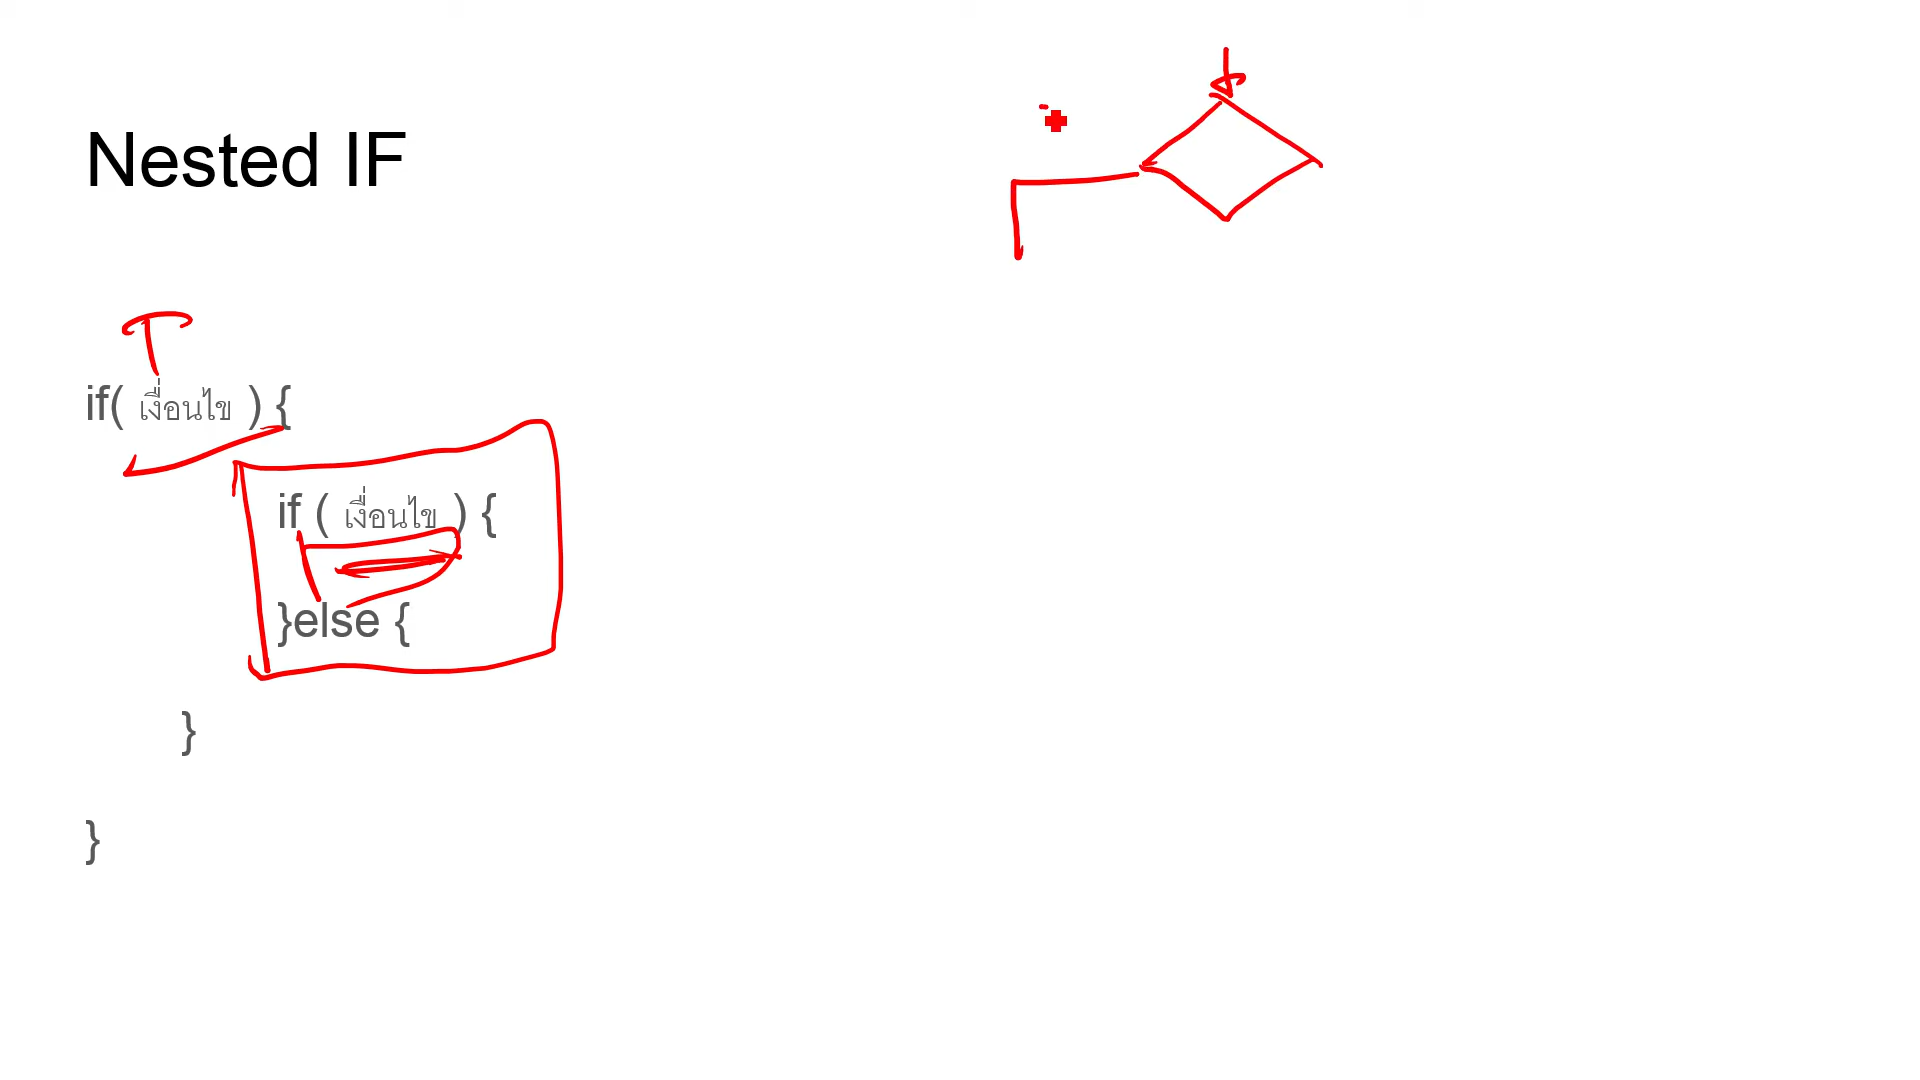 Nested IF
T
if( เงื่อนไข ) {
if ( เงื่อนไข ) {
}else {
}
}